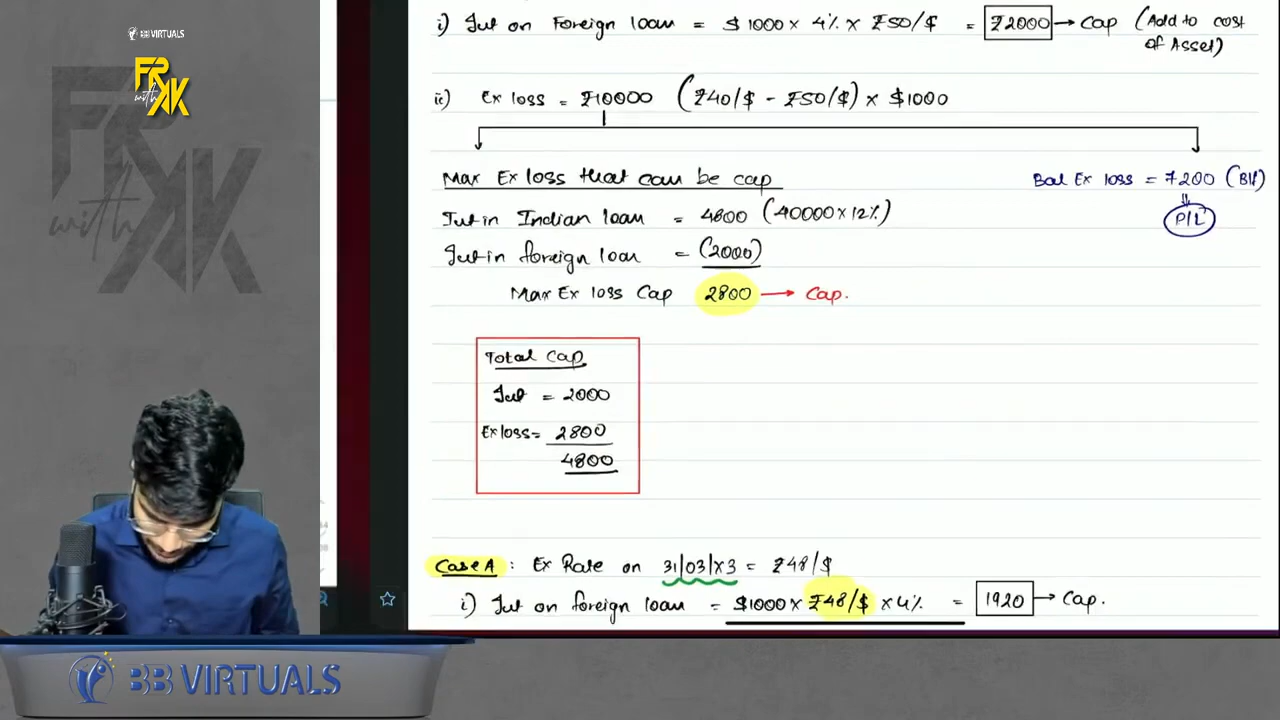 BB VIRTUALS
FR with AK
FR with AK
i) Int on Foreign loan = $1000 x 4% x ₹50/$ = ₹2000 → Cap (Add to cost of Asset)
ii) Ex loss = ₹10000 (₹40/$ - ₹50/$) x $1000
Max Ex loss that can be cap
Int in Indian loan = 4800 (40000 x 12%)
Int in foreign loan = (2000)
Max Ex loss Cap 2800 → Cap.
Bal Ex loss = 7200 (B/f)
P/L
Total Cap
Int = 2000
Ex loss = 2800
4800
Case A : Ex Rate on 31/03/x3 = ₹48/$
i) Int on foreign loan = $1000 x ₹48/$ x 4% = 1920 → Cap.
BB VIRTUALS